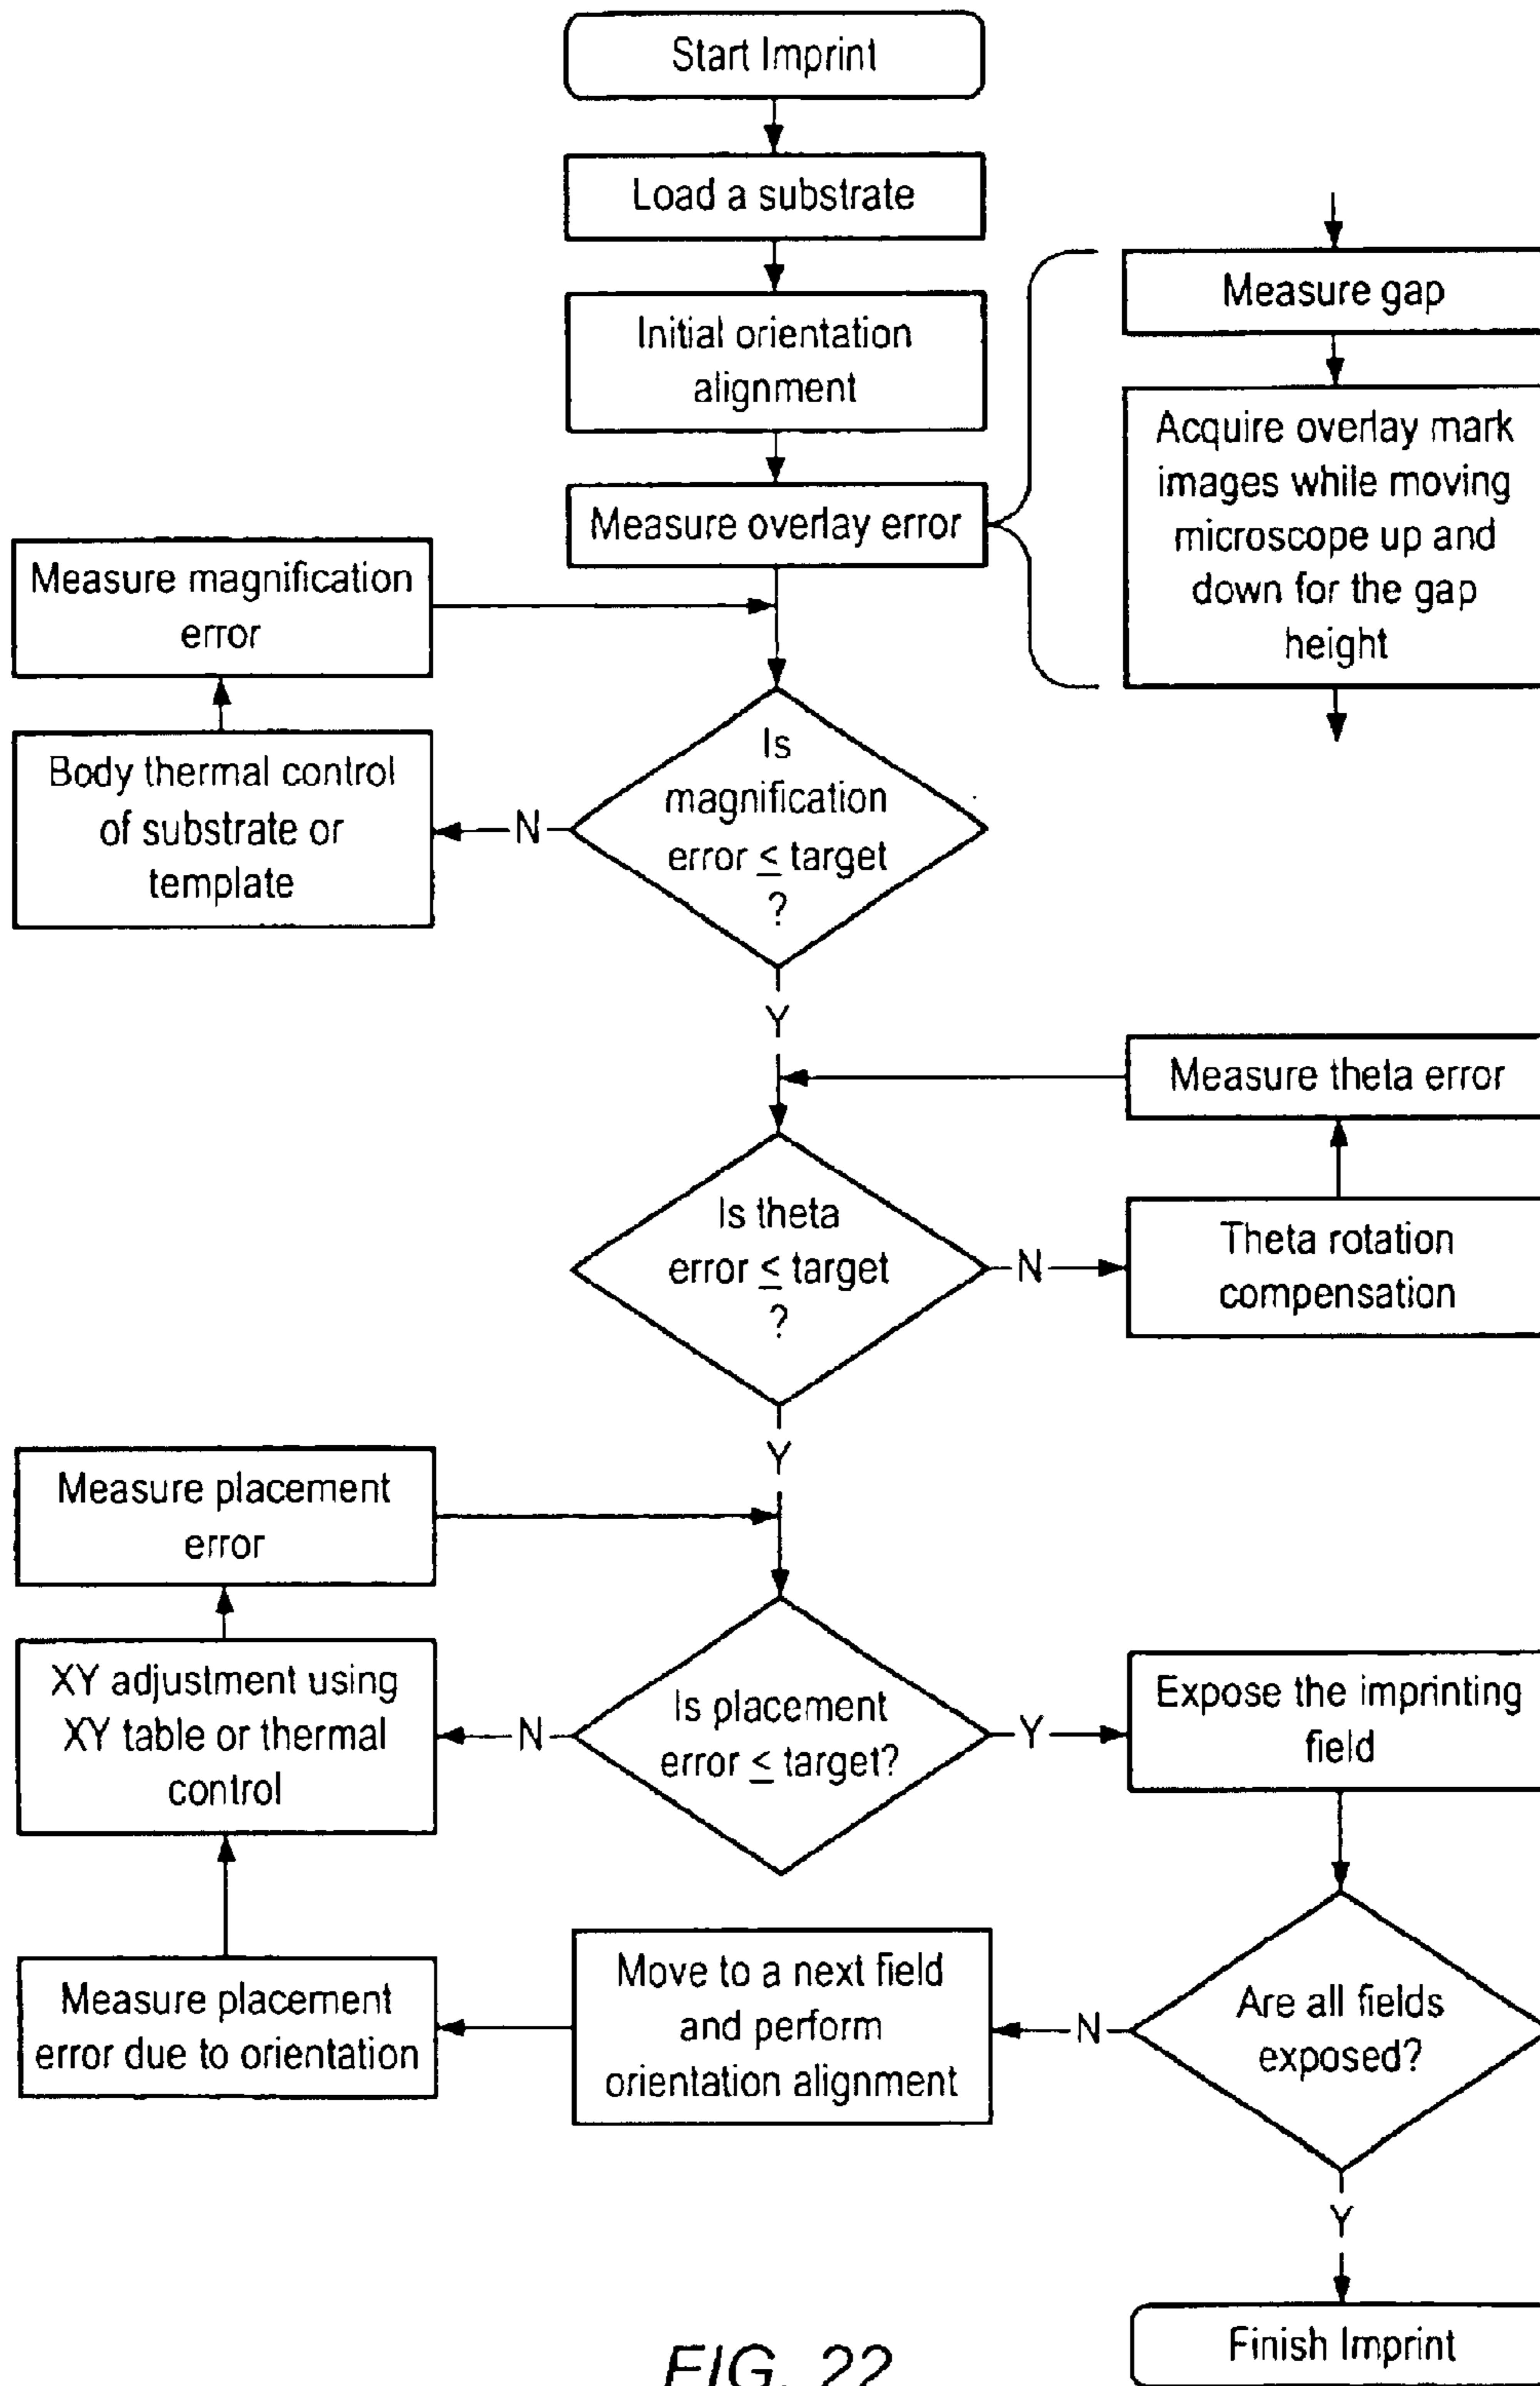 Start Imprint
Load a substrate
Initial orientation
alignment
Measure overlay error
Measure gap
Acquire overlay mark
images while moving
microscope up and
down for the gap
height
Measure magnification
error
Body thermal control
of substrate or
template
N
Is
magnification
error ≤ target
?
Y
Measure theta error
Is theta
error ≤ target
?
N
Theta rotation
compensation
Y
Measure placement
error
XY adjustment using
XY table or thermal
control
N
Is placement
error ≤ target?
Y
Expose the imprinting
field
Measure placement
error due to orientation
Move to a next field
and perform
orientation alignment
N
Are all fields
exposed?
Y
Finish Imprint
FIG. 22